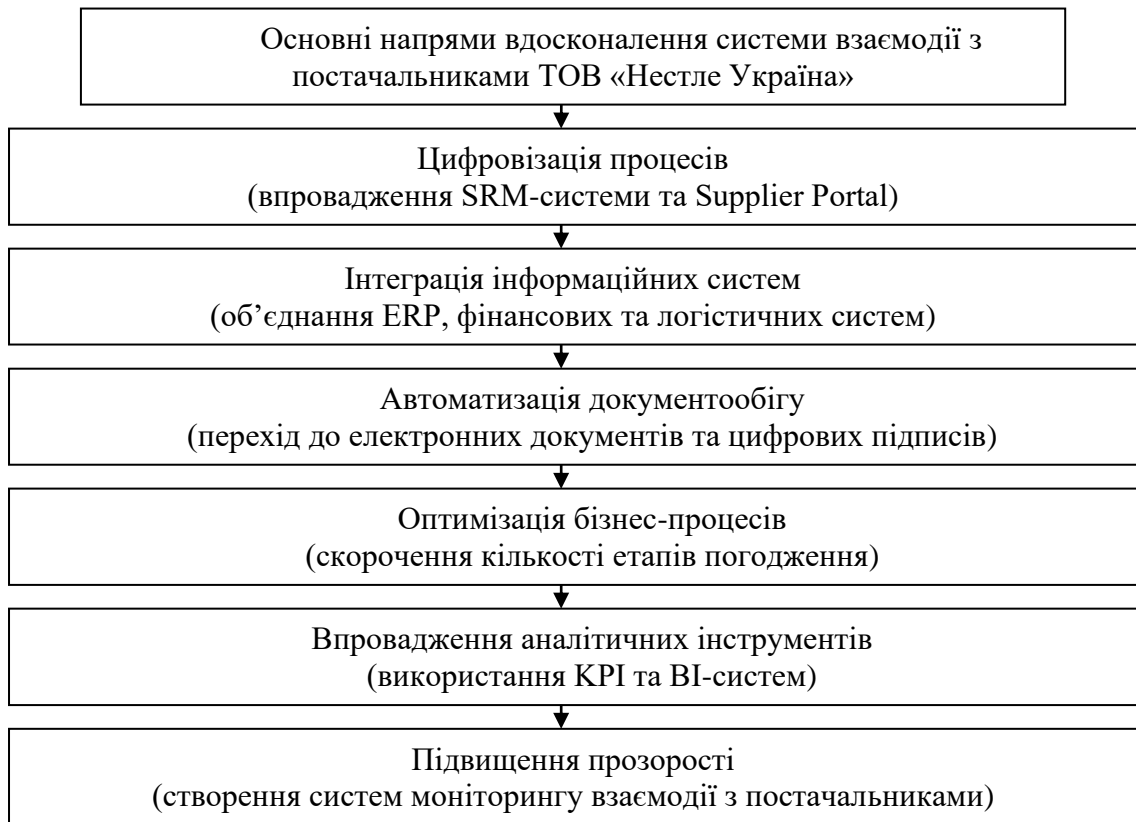 Основні напрями вдосконалення системи взаємодії з
постачальниками ТОВ «Нестле Україна»
Цифровізація процесів
(впровадження SRM-системи та Supplier Portal)
Інтеграція інформаційних систем
(об’єднання ERP, фінансових та логістичних систем)
Автоматизація документообігу
(перехід до електронних документів та цифрових підписів)
Оптимізація бізнес-процесів
(скорочення кількості етапів погодження)
Впровадження аналітичних інструментів
(використання KPI та BI-систем)
Підвищення прозорості
(створення систем моніторингу взаємодії з постачальниками)